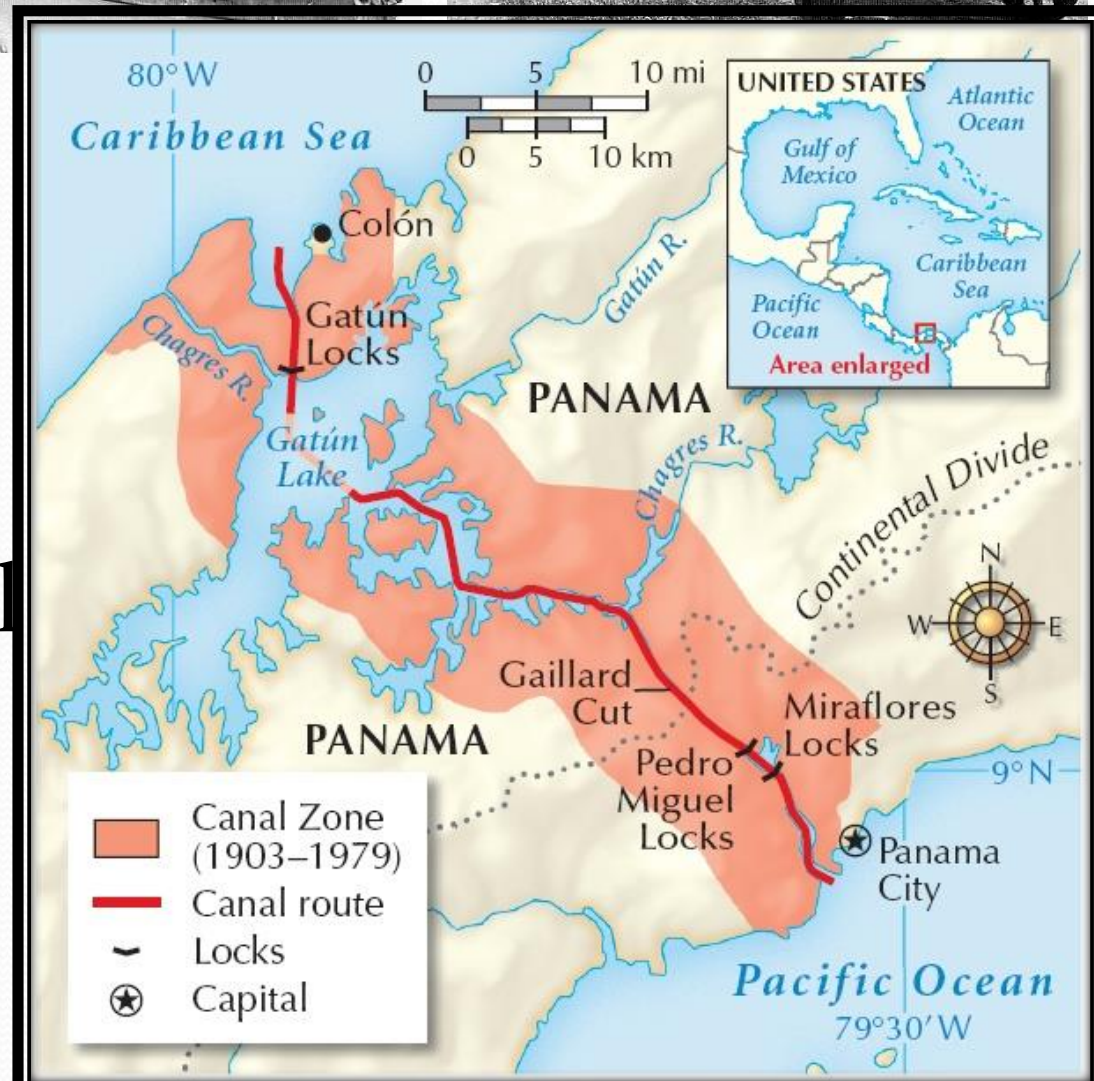 80° W
0 5 10 mi
0 5 10 km
Caribbean Sea
Colón
Gatún
Locks
Chagres R.
Gatún
Lake
Gatún R.
PANAMA
Chagres R.
Continental Divide
UNITED STATES
Atlantic
Ocean
Gulf of
Mexico
Caribbean
Sea
Pacific
Ocean
Area enlarged
N
W E
S
Gaillard
Cut
Miraflores
Locks
Pedro
Miguel
Locks
PANAMA
9° N
Panama
City
Pacific Ocean
79°30' W
Canal Zone
(1903–1979)
Canal route
Locks
Capital